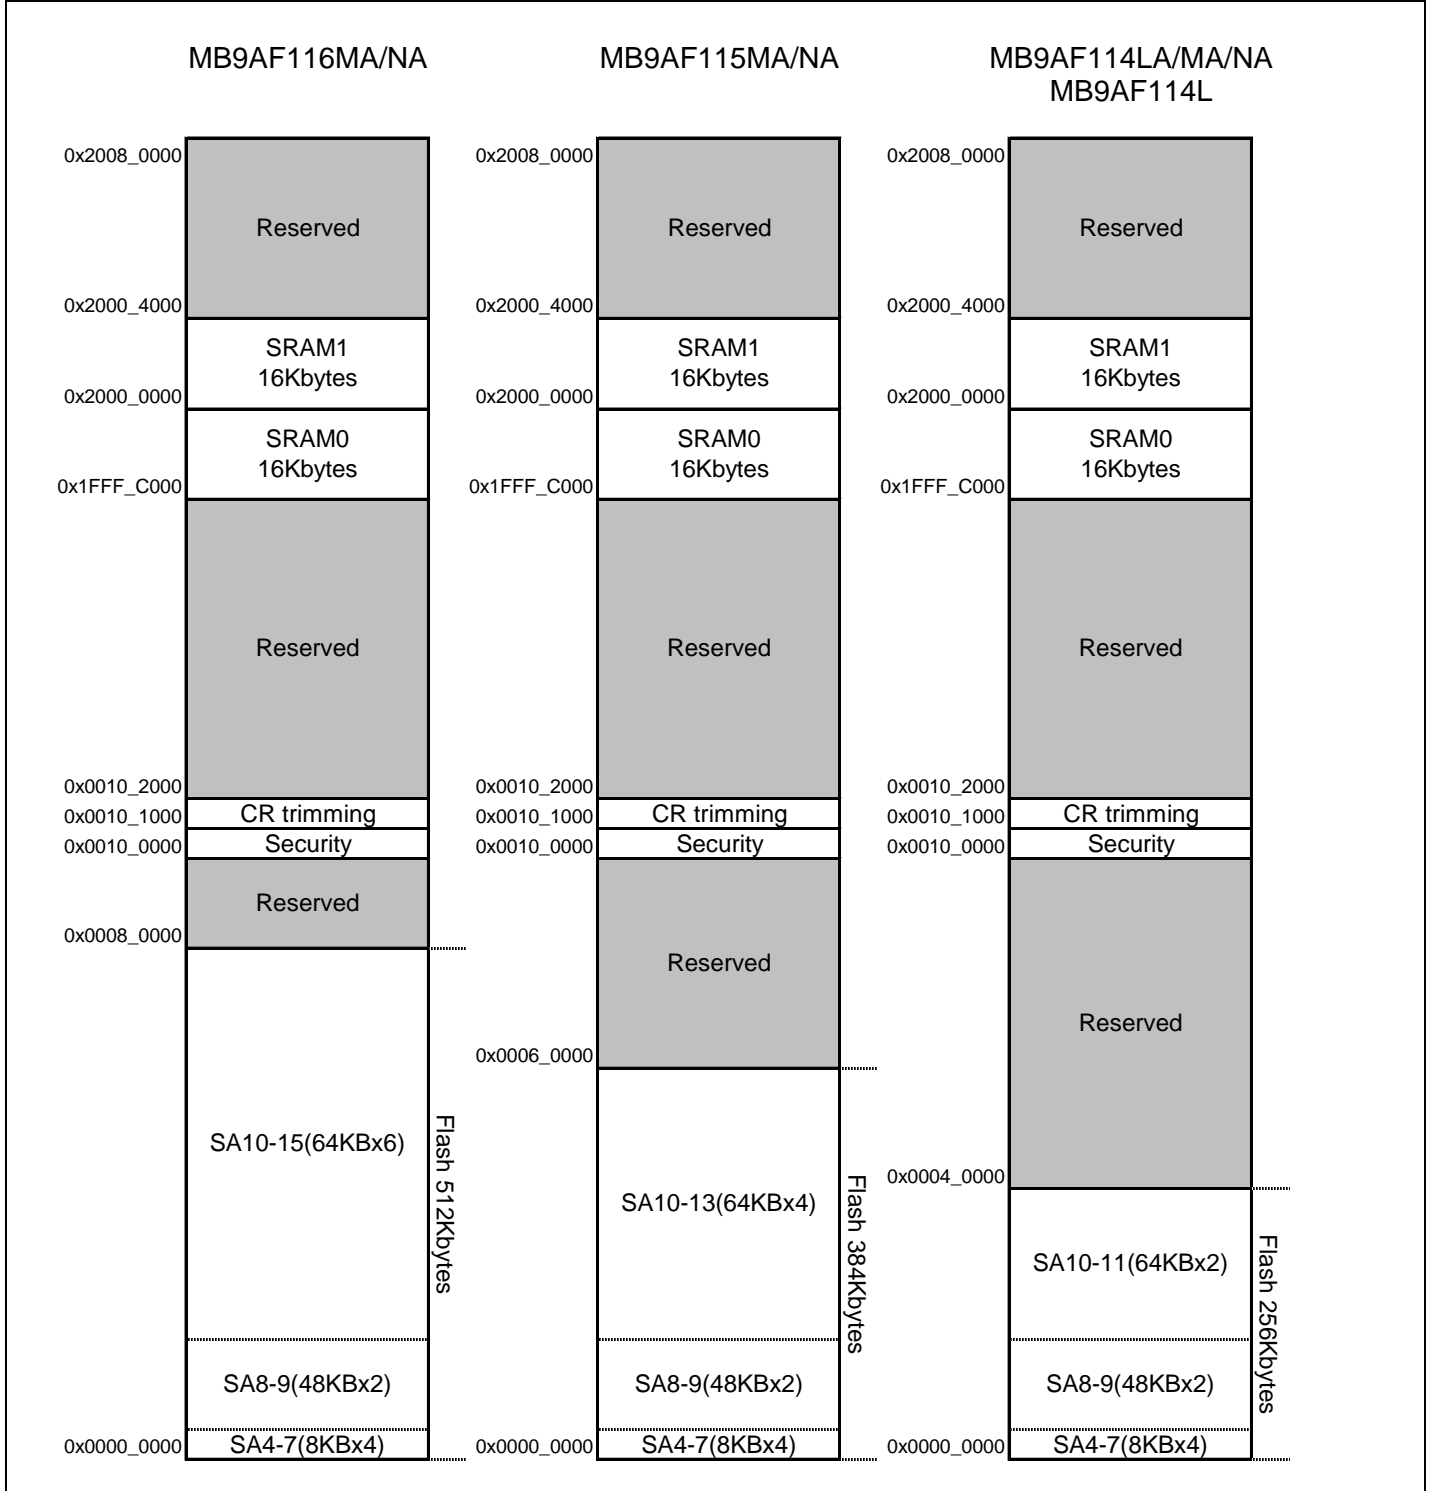 MB9AF116MA/NA
0x2008_0000
Reserved
0x2000_4000
SRAM1
16Kbytes
0x2000_0000
SRAM0
16Kbytes
0x1FFF_C000
Reserved
0x0010_2000
CR trimming
0x0010_1000
Security
0x0010_0000
Reserved
0x0008_0000
SA10-15(64KBx6)
SA8-9(48KBx2)
SA4-7(8KBx4)
0x0000_0000
Flash 512Kbytes
MB9AF115MA/NA
0x2008_0000
Reserved
0x2000_4000
SRAM1
16Kbytes
0x2000_0000
SRAM0
16Kbytes
0x1FFF_C000
Reserved
0x0010_2000
CR trimming
0x0010_1000
Security
0x0010_0000
Reserved
0x0006_0000
SA10-13(64KBx4)
SA8-9(48KBx2)
SA4-7(8KBx4)
0x0000_0000
Flash 384Kbytes
MB9AF114LA/MA/NA
MB9AF114L
0x2008_0000
Reserved
0x2000_4000
SRAM1
16Kbytes
0x2000_0000
SRAM0
16Kbytes
0x1FFF_C000
Reserved
0x0010_2000
CR trimming
0x0010_1000
Security
0x0010_0000
Reserved
0x0004_0000
SA10-11(64KBx2)
SA8-9(48KBx2)
SA4-7(8KBx4)
0x0000_0000
Flash 256Kbytes